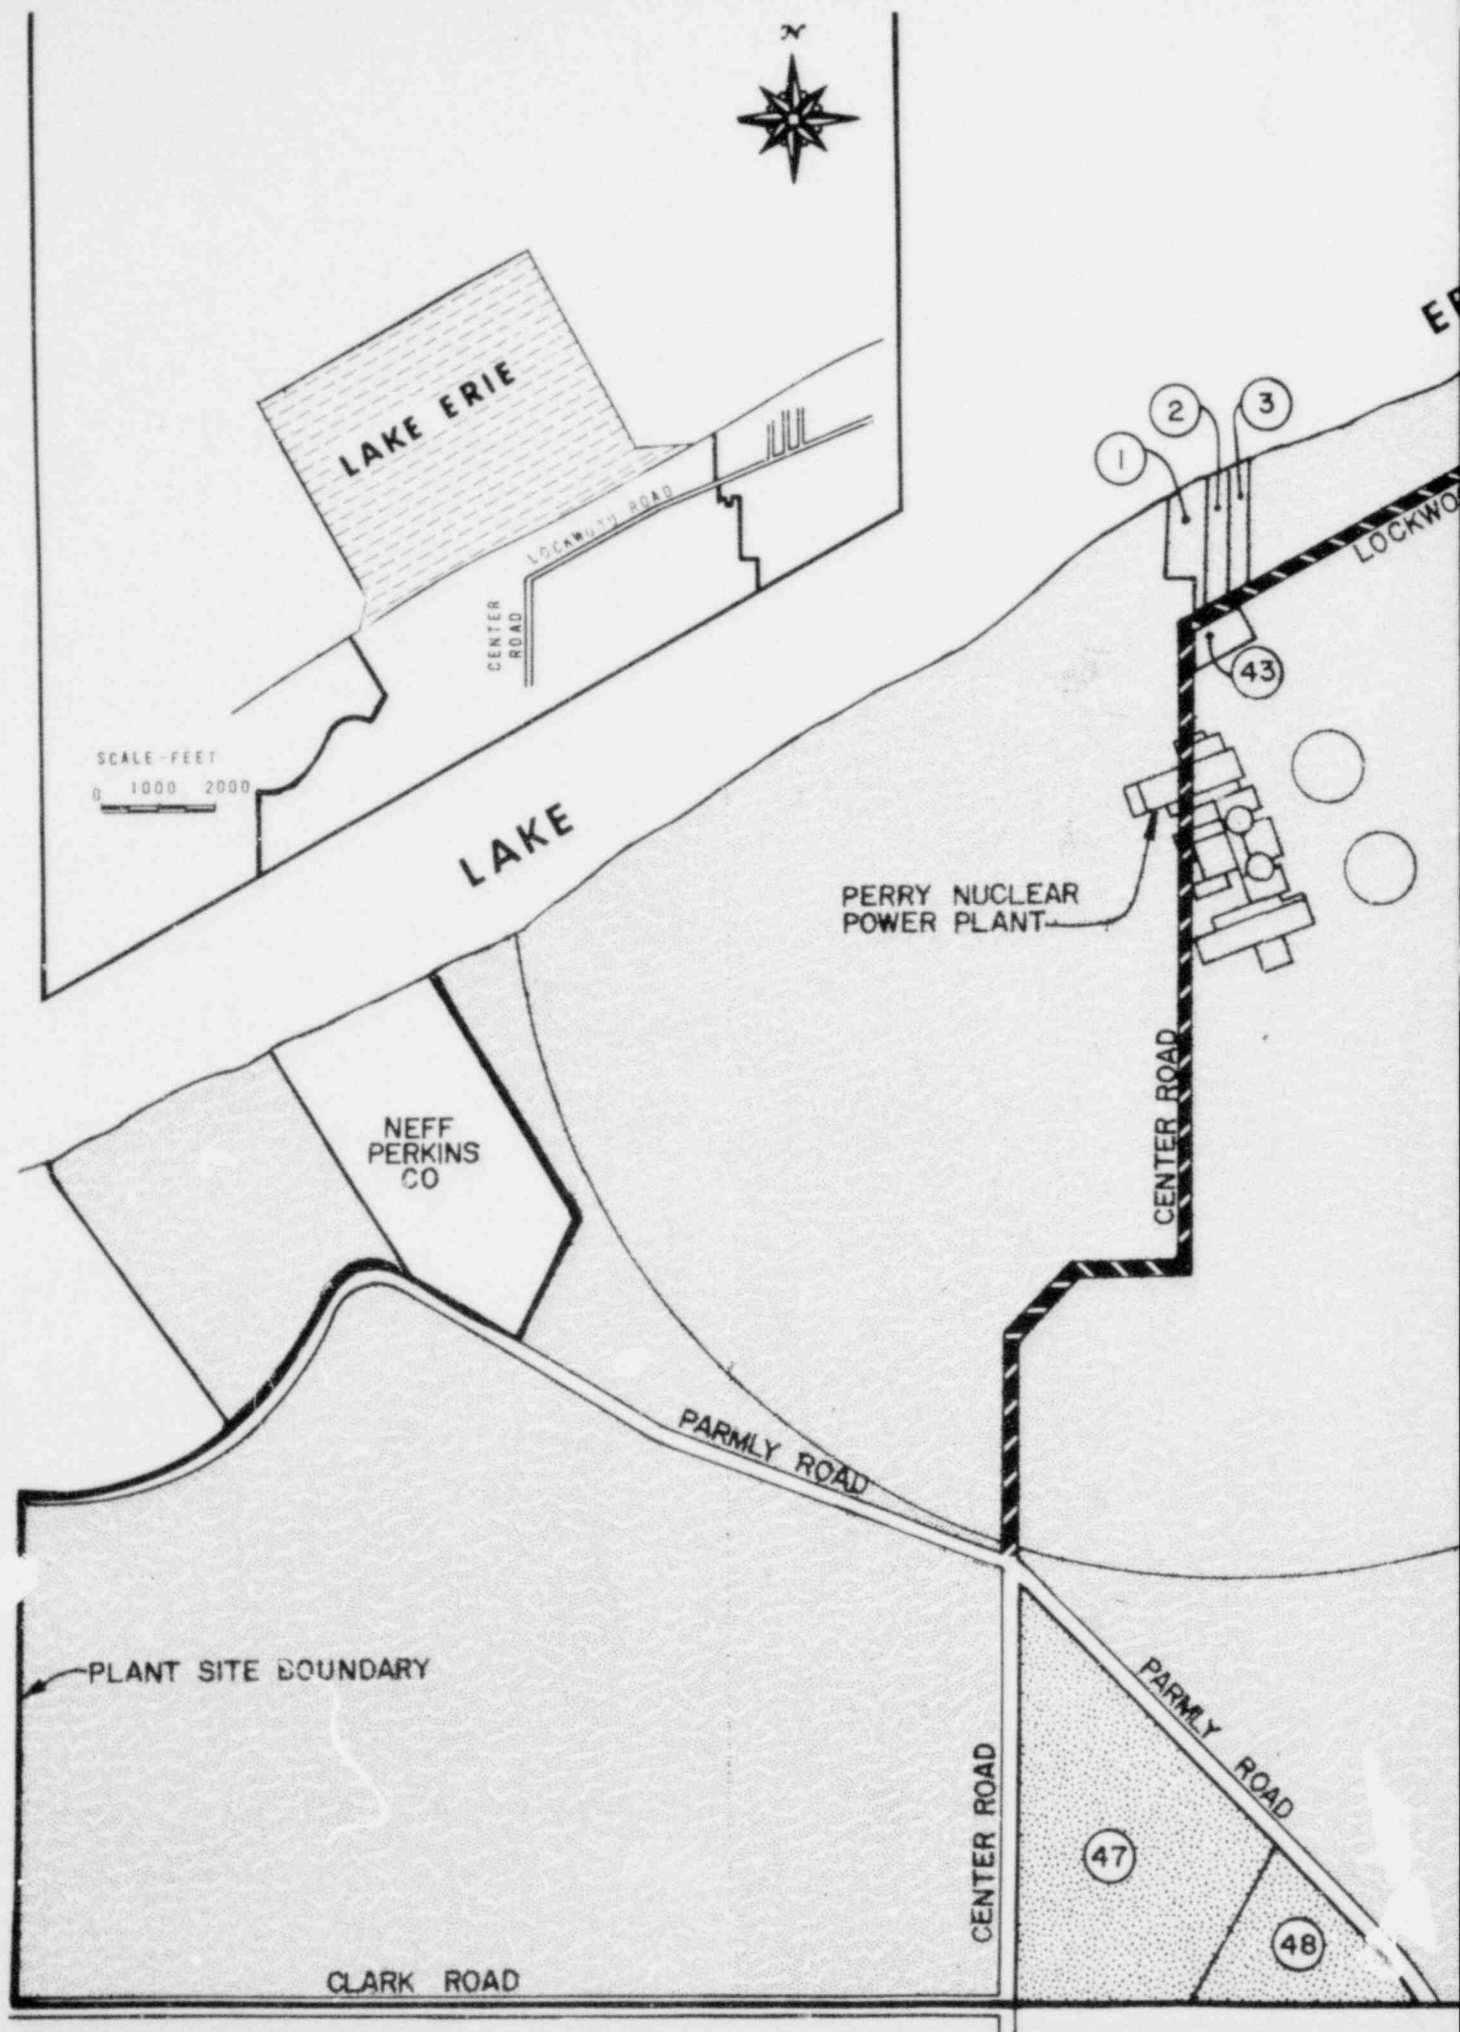 N
LAKE ERIE
LOCKWOOD ROAD
CENTER
ROAD
SCALE-FEET
0 1000 2000
LAKE
1
2
3
43
PERRY NUCLEAR
POWER PLANT
CENTER ROAD
NEFF
PERKINS
CO
PARMLY ROAD
PLANT SITE BOUNDARY
PARMLY ROAD
CENTER ROAD
47
48
CLARK ROAD